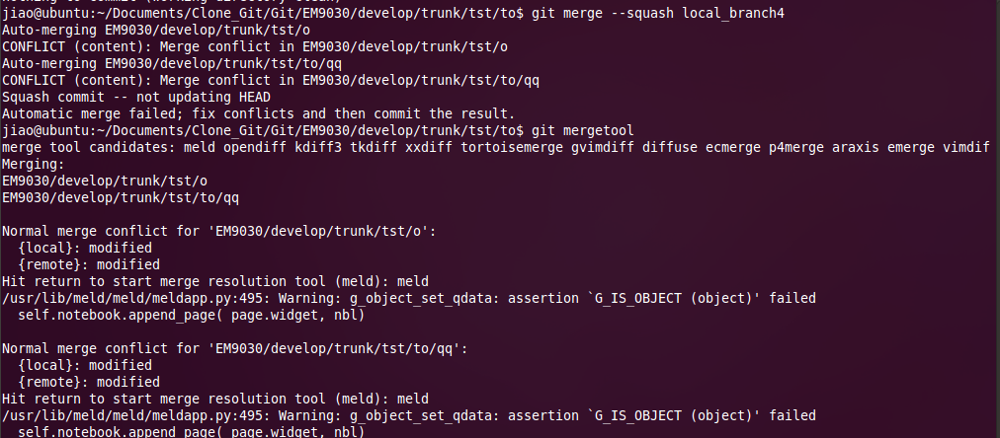 jiao@ubuntu:~/Documents/Clone_Git/Git/EM9030/develop/trunk/tst/to$ git merge --squash local_branch4
Auto-merging EM9030/develop/trunk/tst/o
CONFLICT (content): Merge conflict in EM9030/develop/trunk/tst/o
Auto-merging EM9030/develop/trunk/tst/to/qq
CONFLICT (content): Merge conflict in EM9030/develop/trunk/tst/to/qq
Squash commit -- not updating HEAD
Automatic merge failed; fix conflicts and then commit the result.
jiao@ubuntu:~/Documents/Clone_Git/Git/EM9030/develop/trunk/tst/to$ git mergetool
merge tool candidates: meld opendiff kdiff3 tkdiff xxdiff tortoisemerge gvimdiff diffuse ecmerge p4merge araxis emerge vimdif
Merging:
EM9030/develop/trunk/tst/o
EM9030/develop/trunk/tst/to/qq

Normal merge conflict for 'EM9030/develop/trunk/tst/o':
  {local}: modified
  {remote}: modified
Hit return to start merge resolution tool (meld): meld
/usr/lib/meld/meld/meldapp.py:495: Warning: g_object_set_qdata: assertion `G_IS_OBJECT (object)' failed
  self.notebook.append_page( page.widget, nbl)

Normal merge conflict for 'EM9030/develop/trunk/tst/to/qq':
  {local}: modified
  {remote}: modified
Hit return to start merge resolution tool (meld): meld
/usr/lib/meld/meld/meldapp.py:495: Warning: g_object_set_qdata: assertion `G_IS_OBJECT (object)' failed
  self.notebook.append_page( page.widget, nbl)